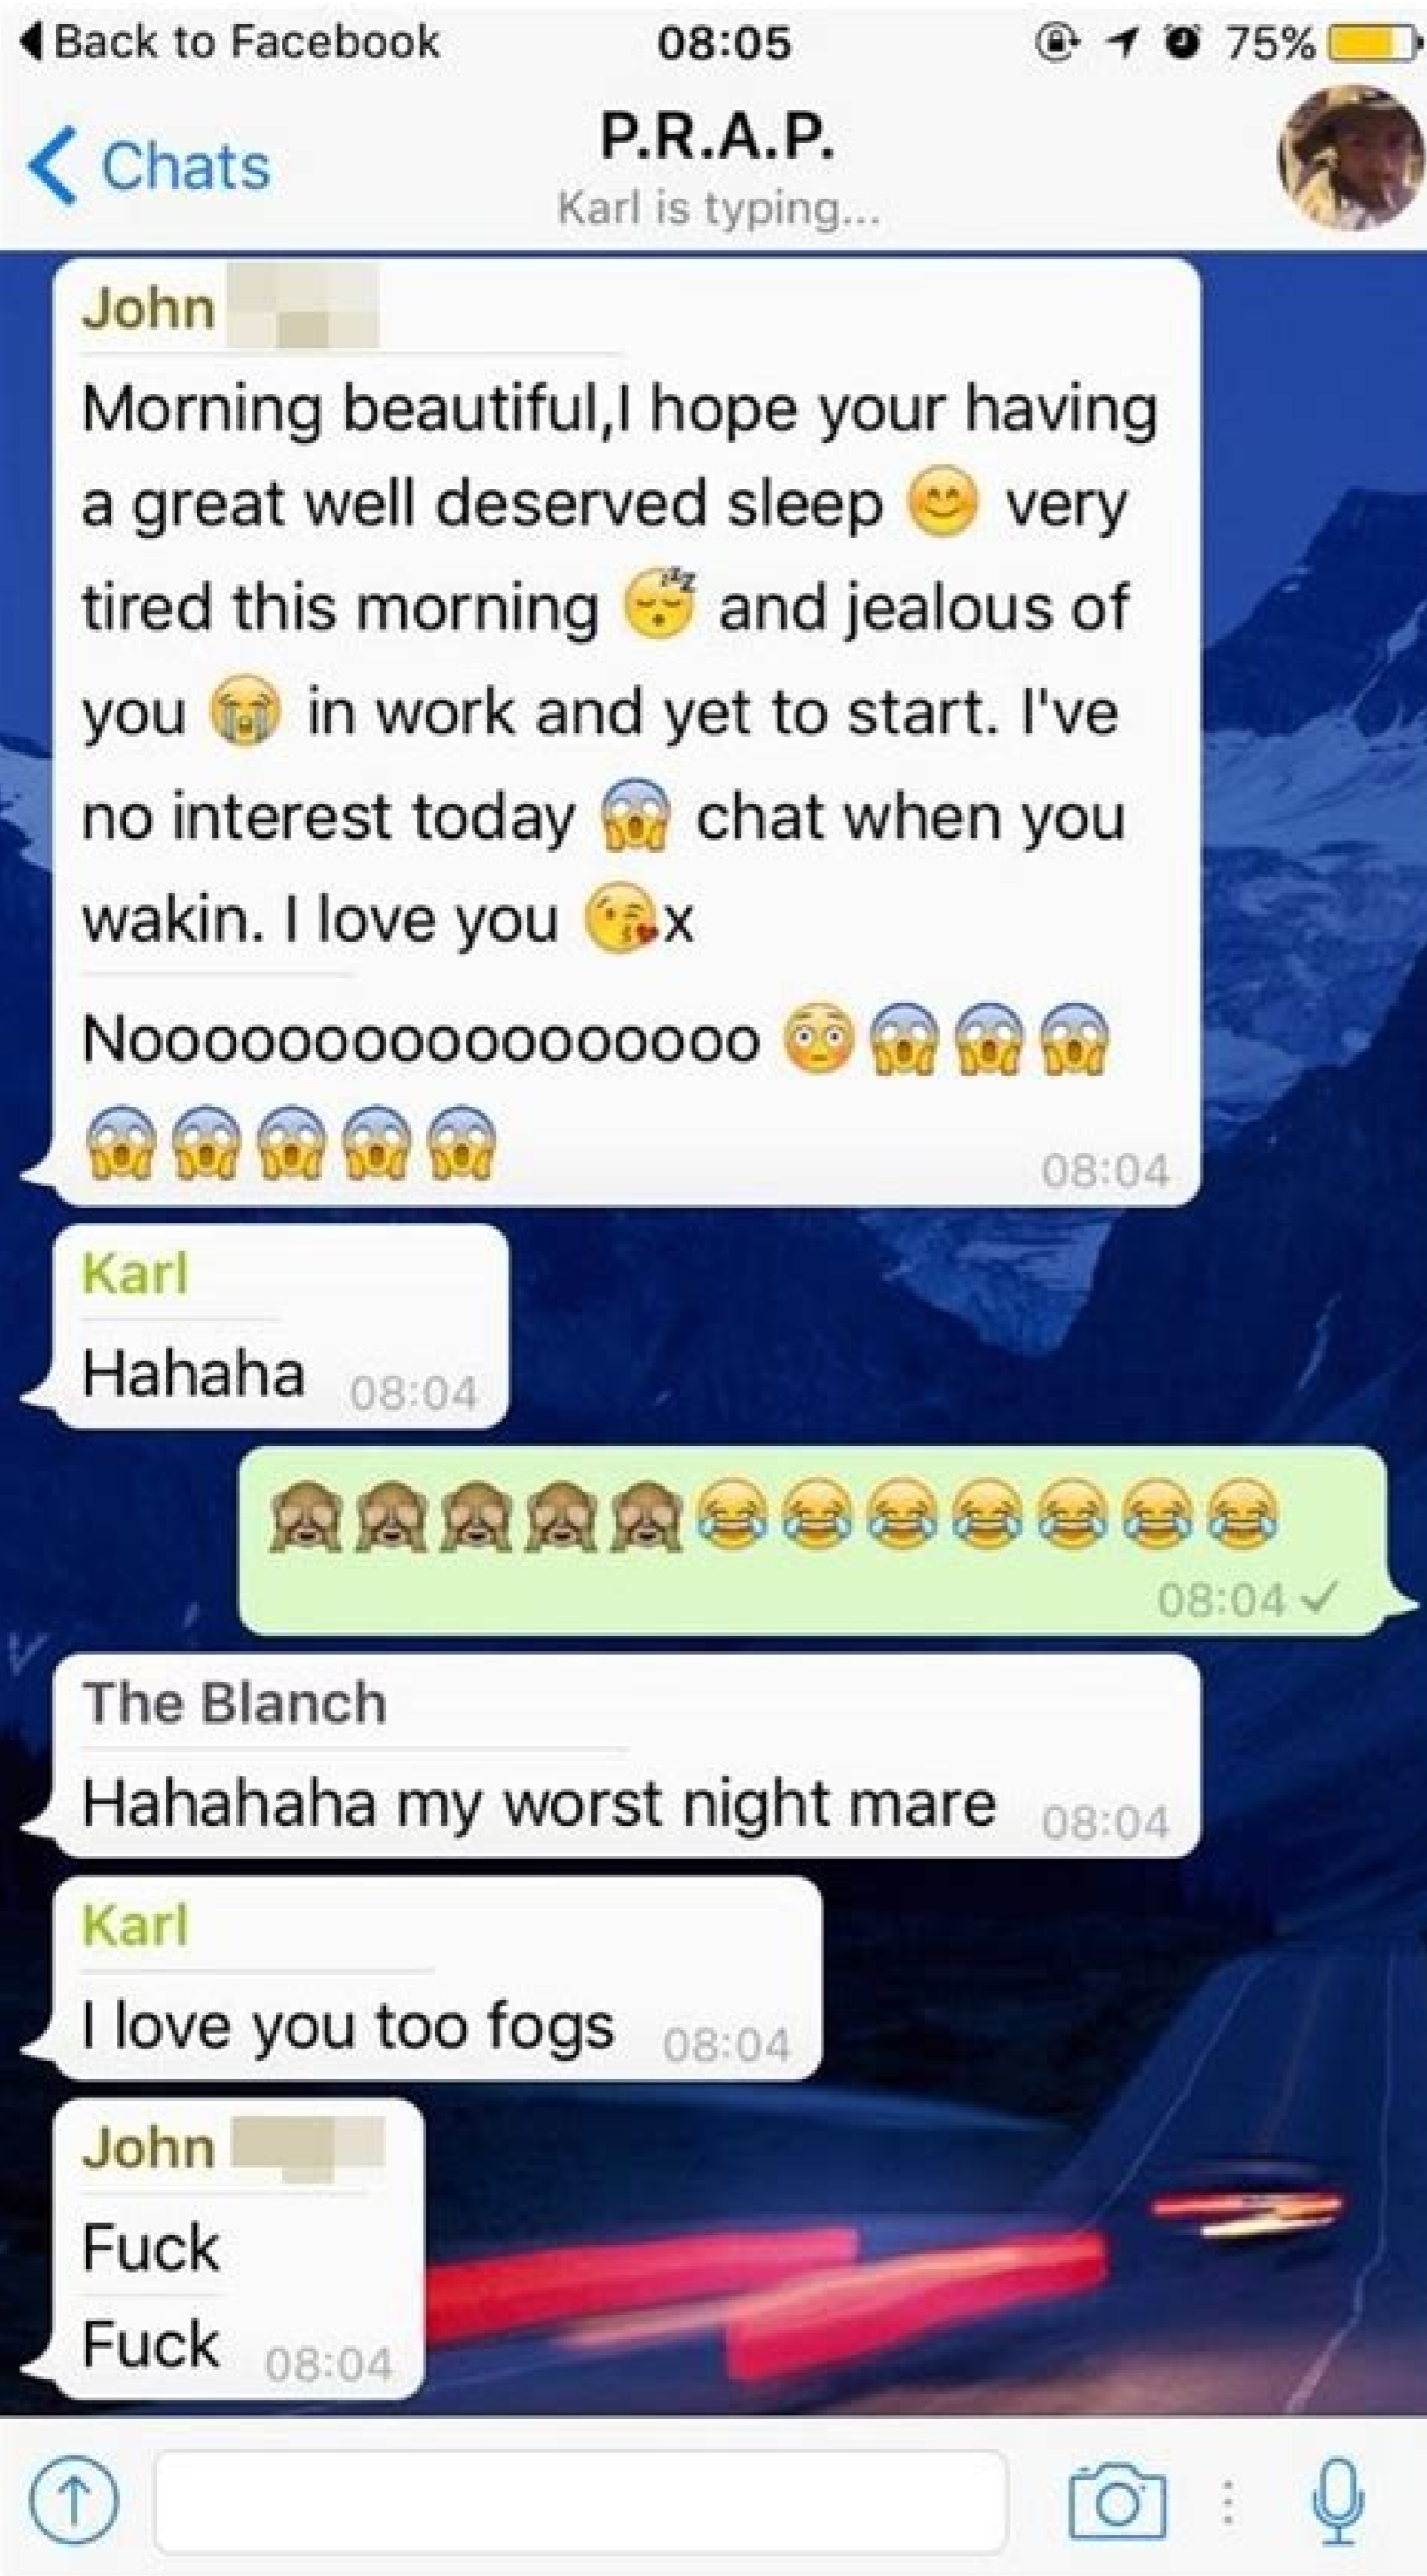 Back to Facebook 08:05 75%
Chats P.R.A.P.
Karl is typing...
John
Morning beautiful,I hope your having
a great well deserved sleep 😊 very
tired this morning 😴 and jealous of
you 😭 in work and yet to start. I've
no interest today 😱 chat when you
wakin. I love you 😘x
Nooooooooooooooooo 😳😱😱😱
😱😱😱😱😱
08:04
Karl
Hahaha 08:04
🙈🙈🙈🙈🙈😂😂😂😂😂😂😂
08:04
The Blanch
Hahahaha my worst night mare 08:04
Karl
I love you too fogs 08:04
John
Fuck
Fuck 08:04